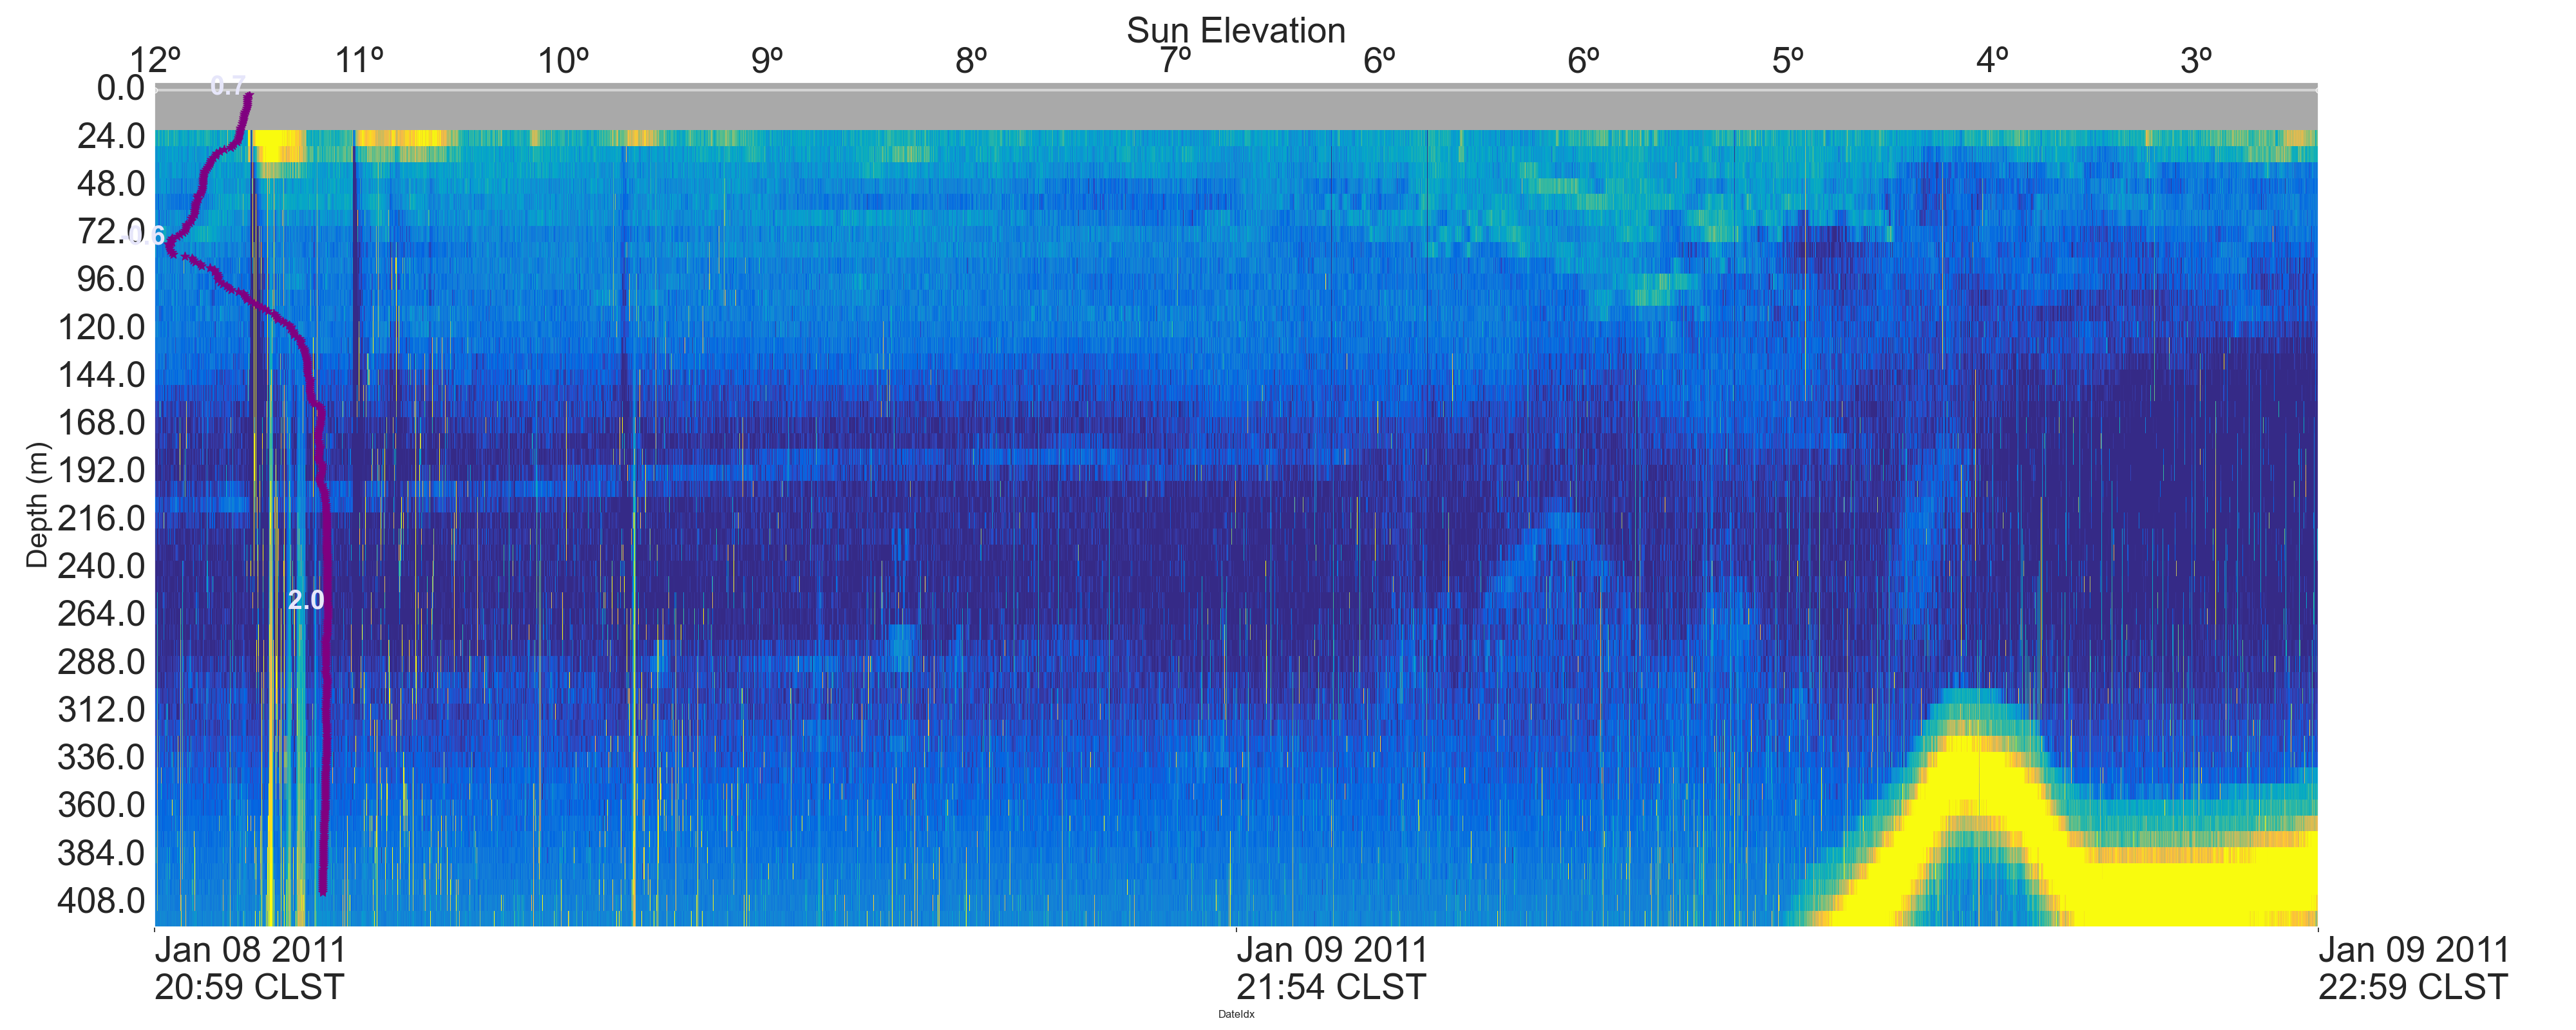 Sun Elevation
12º 11º 10º 9º 8º 7º 6º 6º 5º 4º 3º
0.7
0.0
24.0
48.0
72.0
-0.6
96.0
120.0
144.0
168.0
192.0
216.0
240.0
264.0
2.0
288.0
312.0
336.0
360.0
384.0
408.0
Depth (m)
Jan 08 2011
20:59 CLST
Jan 09 2011
21:54 CLST
Jan 09 2011
22:59 CLST
DateIdx